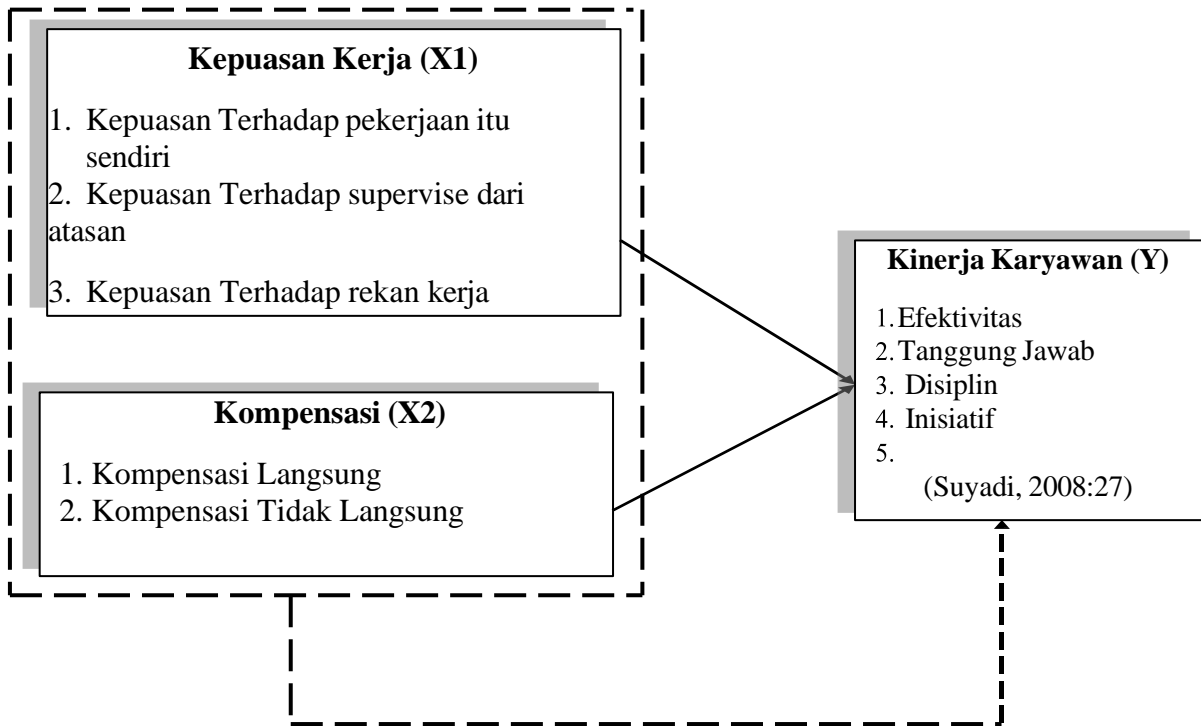 Kepuasan Kerja (X1)
1. Kepuasan Terhadap pekerjaan itu
sendiri
2. Kepuasan Terhadap supervise dari
atasan
3. Kepuasan Terhadap rekan kerja
Kompensasi (X2)
1. Kompensasi Langsung
2. Kompensasi Tidak Langsung
Kinerja Karyawan (Y)
1. Efektivitas
2. Tanggung Jawab
3. Disiplin
4. Inisiatif
5.
(Suyadi, 2008:27)